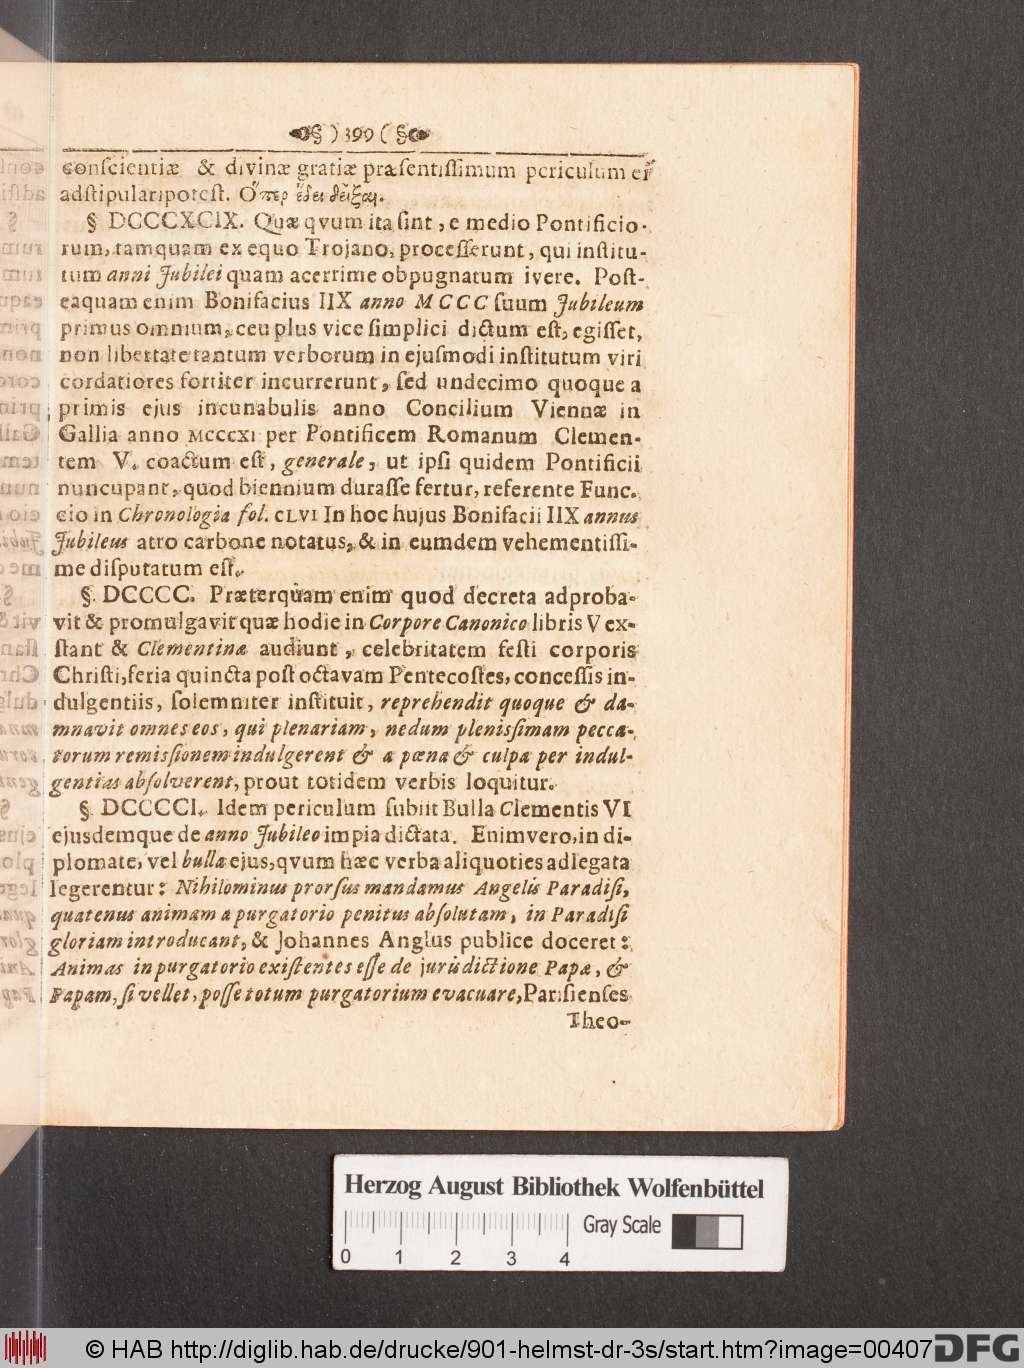 § ) 399 ( §
conscientiæ & divinæ gratiæ præsentissimum periculum ei
adstipularipotest. Ὅπερ ἔδει δεῖξαι.
§ DCCCXCIX. Quæ qvum ita sint, e medio Pontificio-
rum, tamquam ex equo Trojano, processerunt, qui institu-
tum anni Jubilei quam acerrime obpugnatum ivere. Post-
eaquam enim Bonifacius IIX anno MCCC suum Jubileum
primus omnium, ceu plus vice simplici dictum est, egisset,
non libertate tantum verborum in ejusmodi institutum viri
cordatiores fortiter incurrerunt, sed undecimo quoque a
primis ejus incunabulis anno Concilium Viennæ in
Gallia anno MCCCXI per Pontificem Romanum Clemen-
tem V. coactum est, generale, ut ipsi quidem Pontificii
nuncupant, quod biennium durasse fertur, referente Func-
cio in Chronologia fol. CLVI In hoc hujus Bonifacii IIX annus
Jubileus atro carbone notatus, & in eumdem vehementissi-
me disputatum est.
§. DCCCC. Præterquam enim quod decreta adproba-
vit & promulgavit quæ hodie in Corpore Canonico libris V ex-
stant & Clementinæ audiunt, celebritatem festi corporis
Christi, feria quincta post octavam Pentecostes, concessis in-
dulgentiis, solemniter instituit, reprehendit quoque & da-
mnavit omnes eos, qui plenariam, nedum plenissimam pecca-
torum remissionem indulgerent & a pœna & culpa per indul-
gentias absolverent, prout totidem verbis loquitur.
§. DCCCCI. Idem periculum subiit Bulla Clementis VI
ejusdemque de anno Jubileo impia dictata. Enimvero, in di-
plomate, vel bulla ejus, qvum hæc verba aliquoties adlegata
legerentur: Nihilominus prorsus mandamus Angelis Paradisi,
quatenus animam a purgatorio penitus absolutam, in Paradisi
gloriam introducant, & Johannes Anglus publice doceret:
Animas in purgatorio existentes esse de jurisdictione Papæ, &
Papam, si vellet, posse totum purgatorium evacuare, Parisienses
Theo-
Herzog August Bibliothek Wolfenbüttel
Gray Scale
0 1 2 3 4
© HAB http://diglib.hab.de/drucke/901-helmst-dr-3s/start.htm?image=00407
DFG